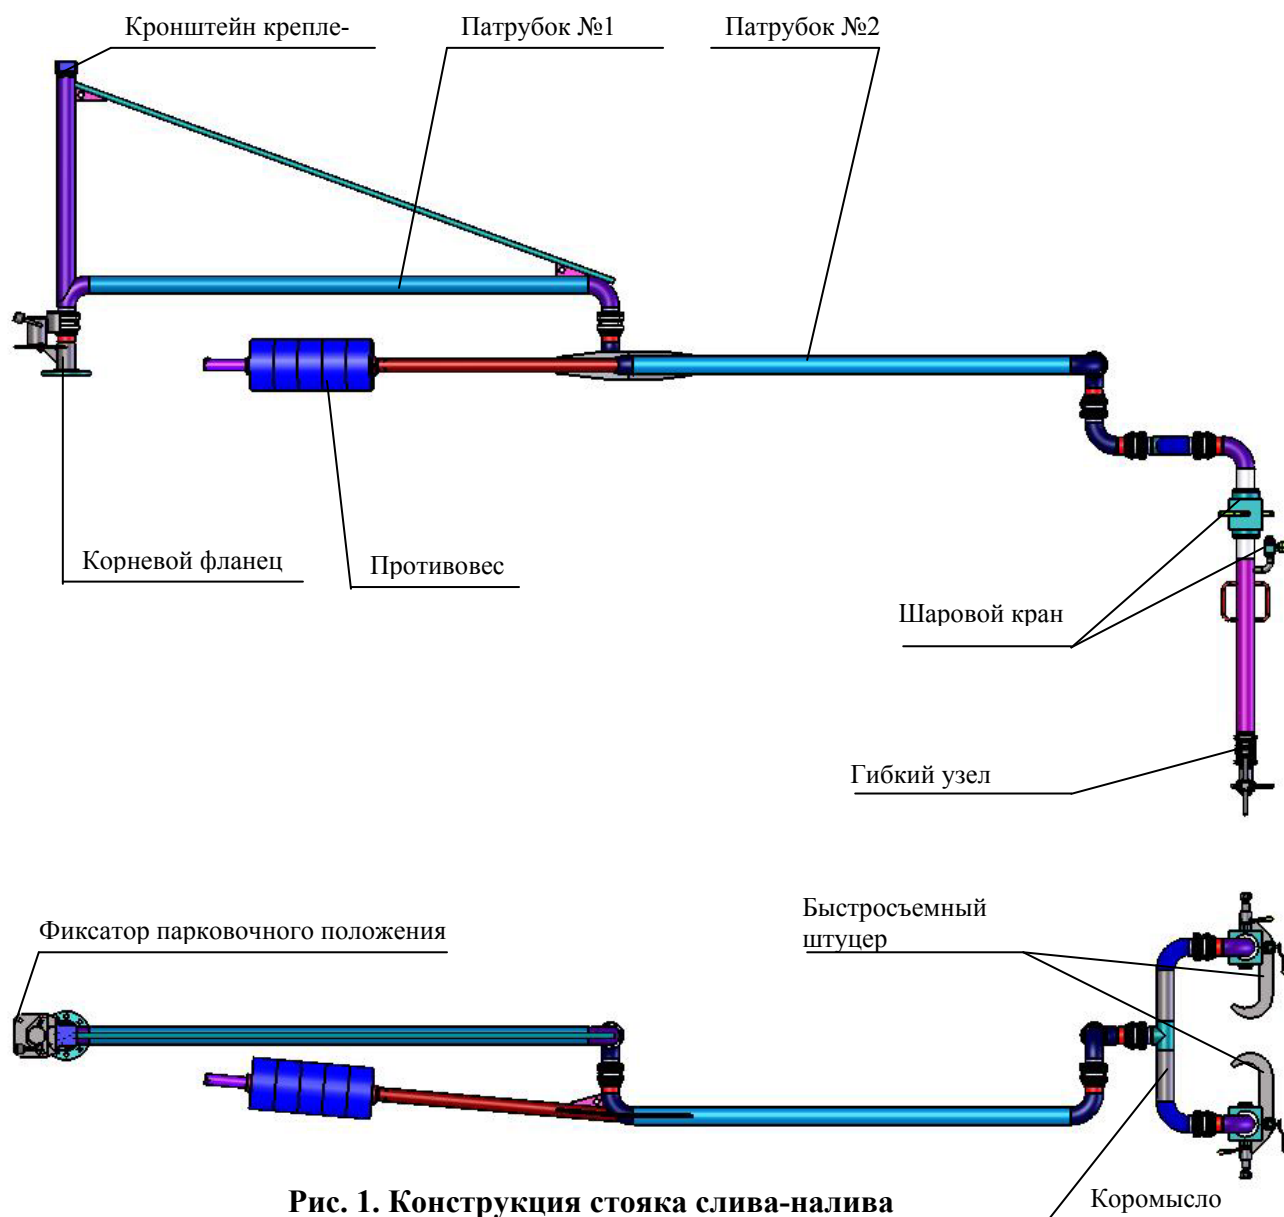 Кронштейн крепле-
Патрубок №1
Патрубок №2
Корневой фланец
Противовес
Шаровой кран
Гибкий узел
Быстросъемный
штуцер
Фиксатор парковочного положения
Коромысло
Рис. 1. Конструкция стояка слива-налива